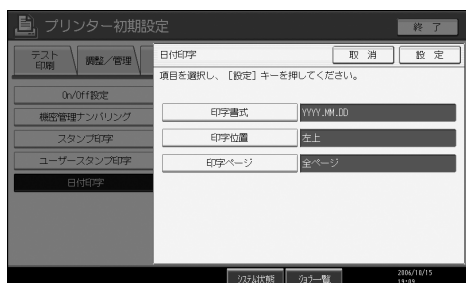 プリンター初期設定
終 了
テスト
印刷
調整／管理
日付印字
取 消
設 定
項目を選択し、［設定］キーを押してください。
On/Off設定
機密管理ナンバリング
スタンプ印字
ユーザースタンプ印字
日付印字
印字書式
YYYY.MM.DD
印字位置
左上
印字ページ
全ページ
システム状態
ジョブ一覧
2006/10/15
19:09